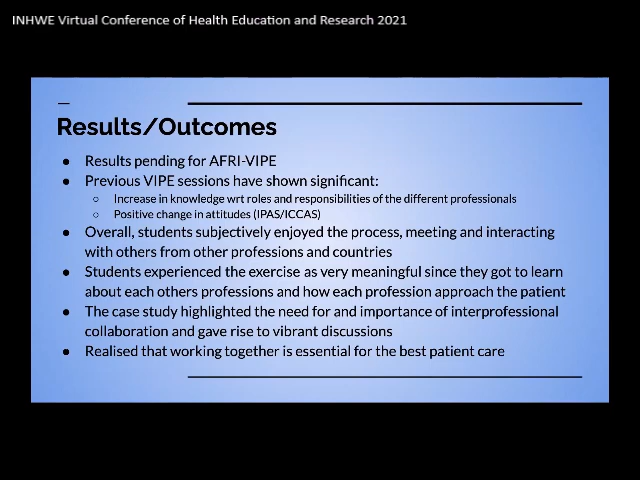 INHWE Virtual Conference of Health Education and Research 2021
Results/Outcomes
● Results pending for AFRI-VIPE
● Previous VIPE sessions have shown significant:
○ Increase in knowledge wrt roles and responsibilities of the different professionals
○ Positive change in attitudes (IPAS/ICCAS)
● Overall, students subjectively enjoyed the process, meeting and interacting
with others from other professions and countries
● Students experienced the exercise as very meaningful since they got to learn
about each others professions and how each profession approach the patient
● The case study highlighted the need for and importance of interprofessional
collaboration and gave rise to vibrant discussions
● Realised that working together is essential for the best patient care